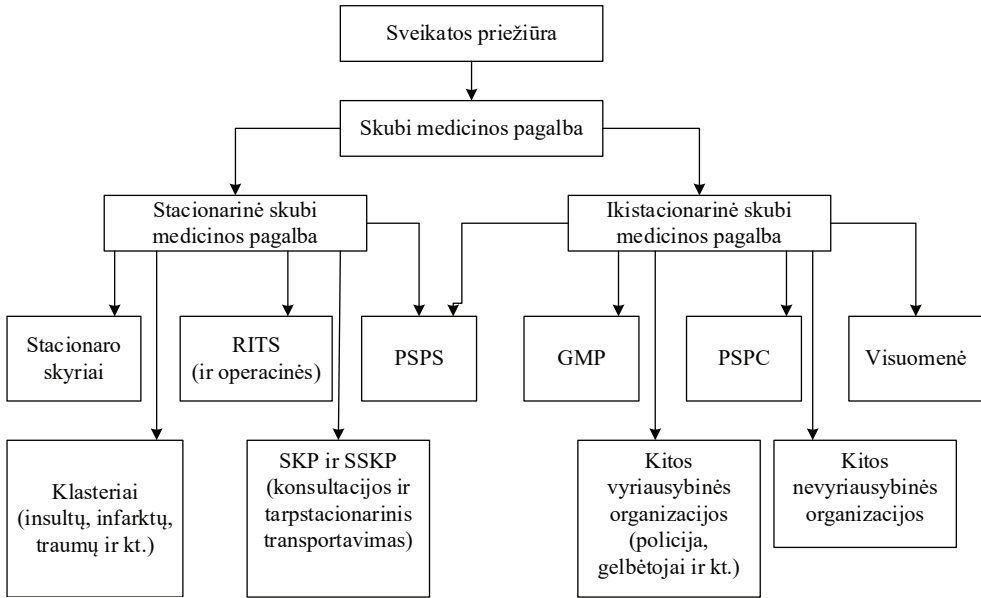 Sveikatos priežiūra
Skubi medicinos pagalba
Stacionarinė skubi
medicinos pagalba
Ikistacionarinė skubi
medicinos pagalba
Stacionaro
skyriai
RITS
(ir operacinės)
PSPS
GMP
PSPC
Visuomenė
Klasteriai
(insultų, infarktų,
traumų ir kt.)
SKP ir SSKP
(konsultacijos ir
tarpstacionarinis
transportavimas)
Kitos
vyriausybinės
organizacijos
(policija,
gelbėtojai ir kt.)
Kitos
nevyriausybinės
organizacijos